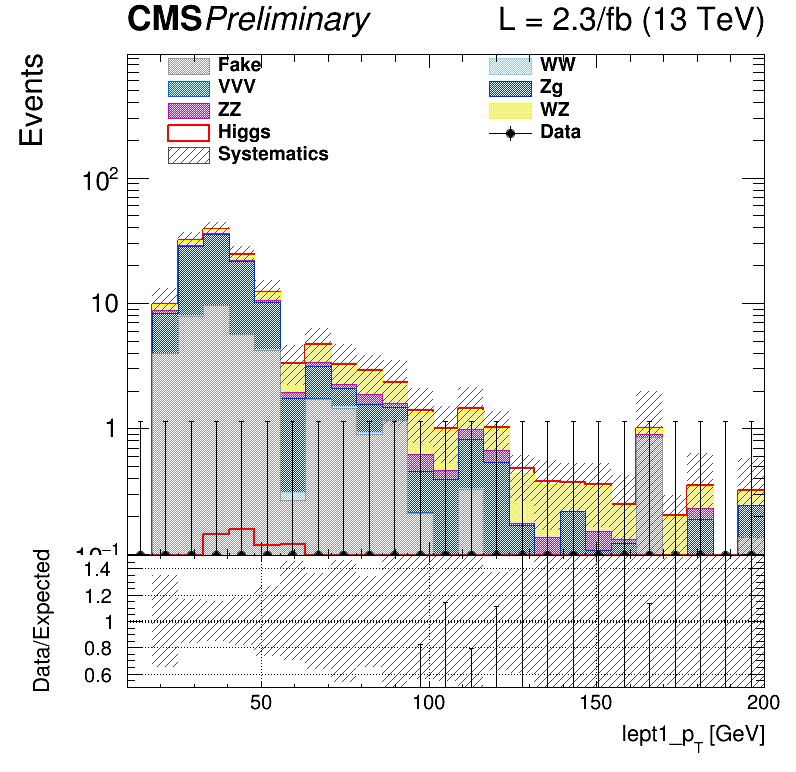 CMS Preliminary L = 2.3/fb (13 TeV)
Events
Fake WW
VVV Zg
ZZ WZ
Higgs Data
Systematics
10²
10
1
10⁻¹
Data/Expected
1.4
1.2
1
0.8
0.6
50 100 150 200
lept1_p_T [GeV]